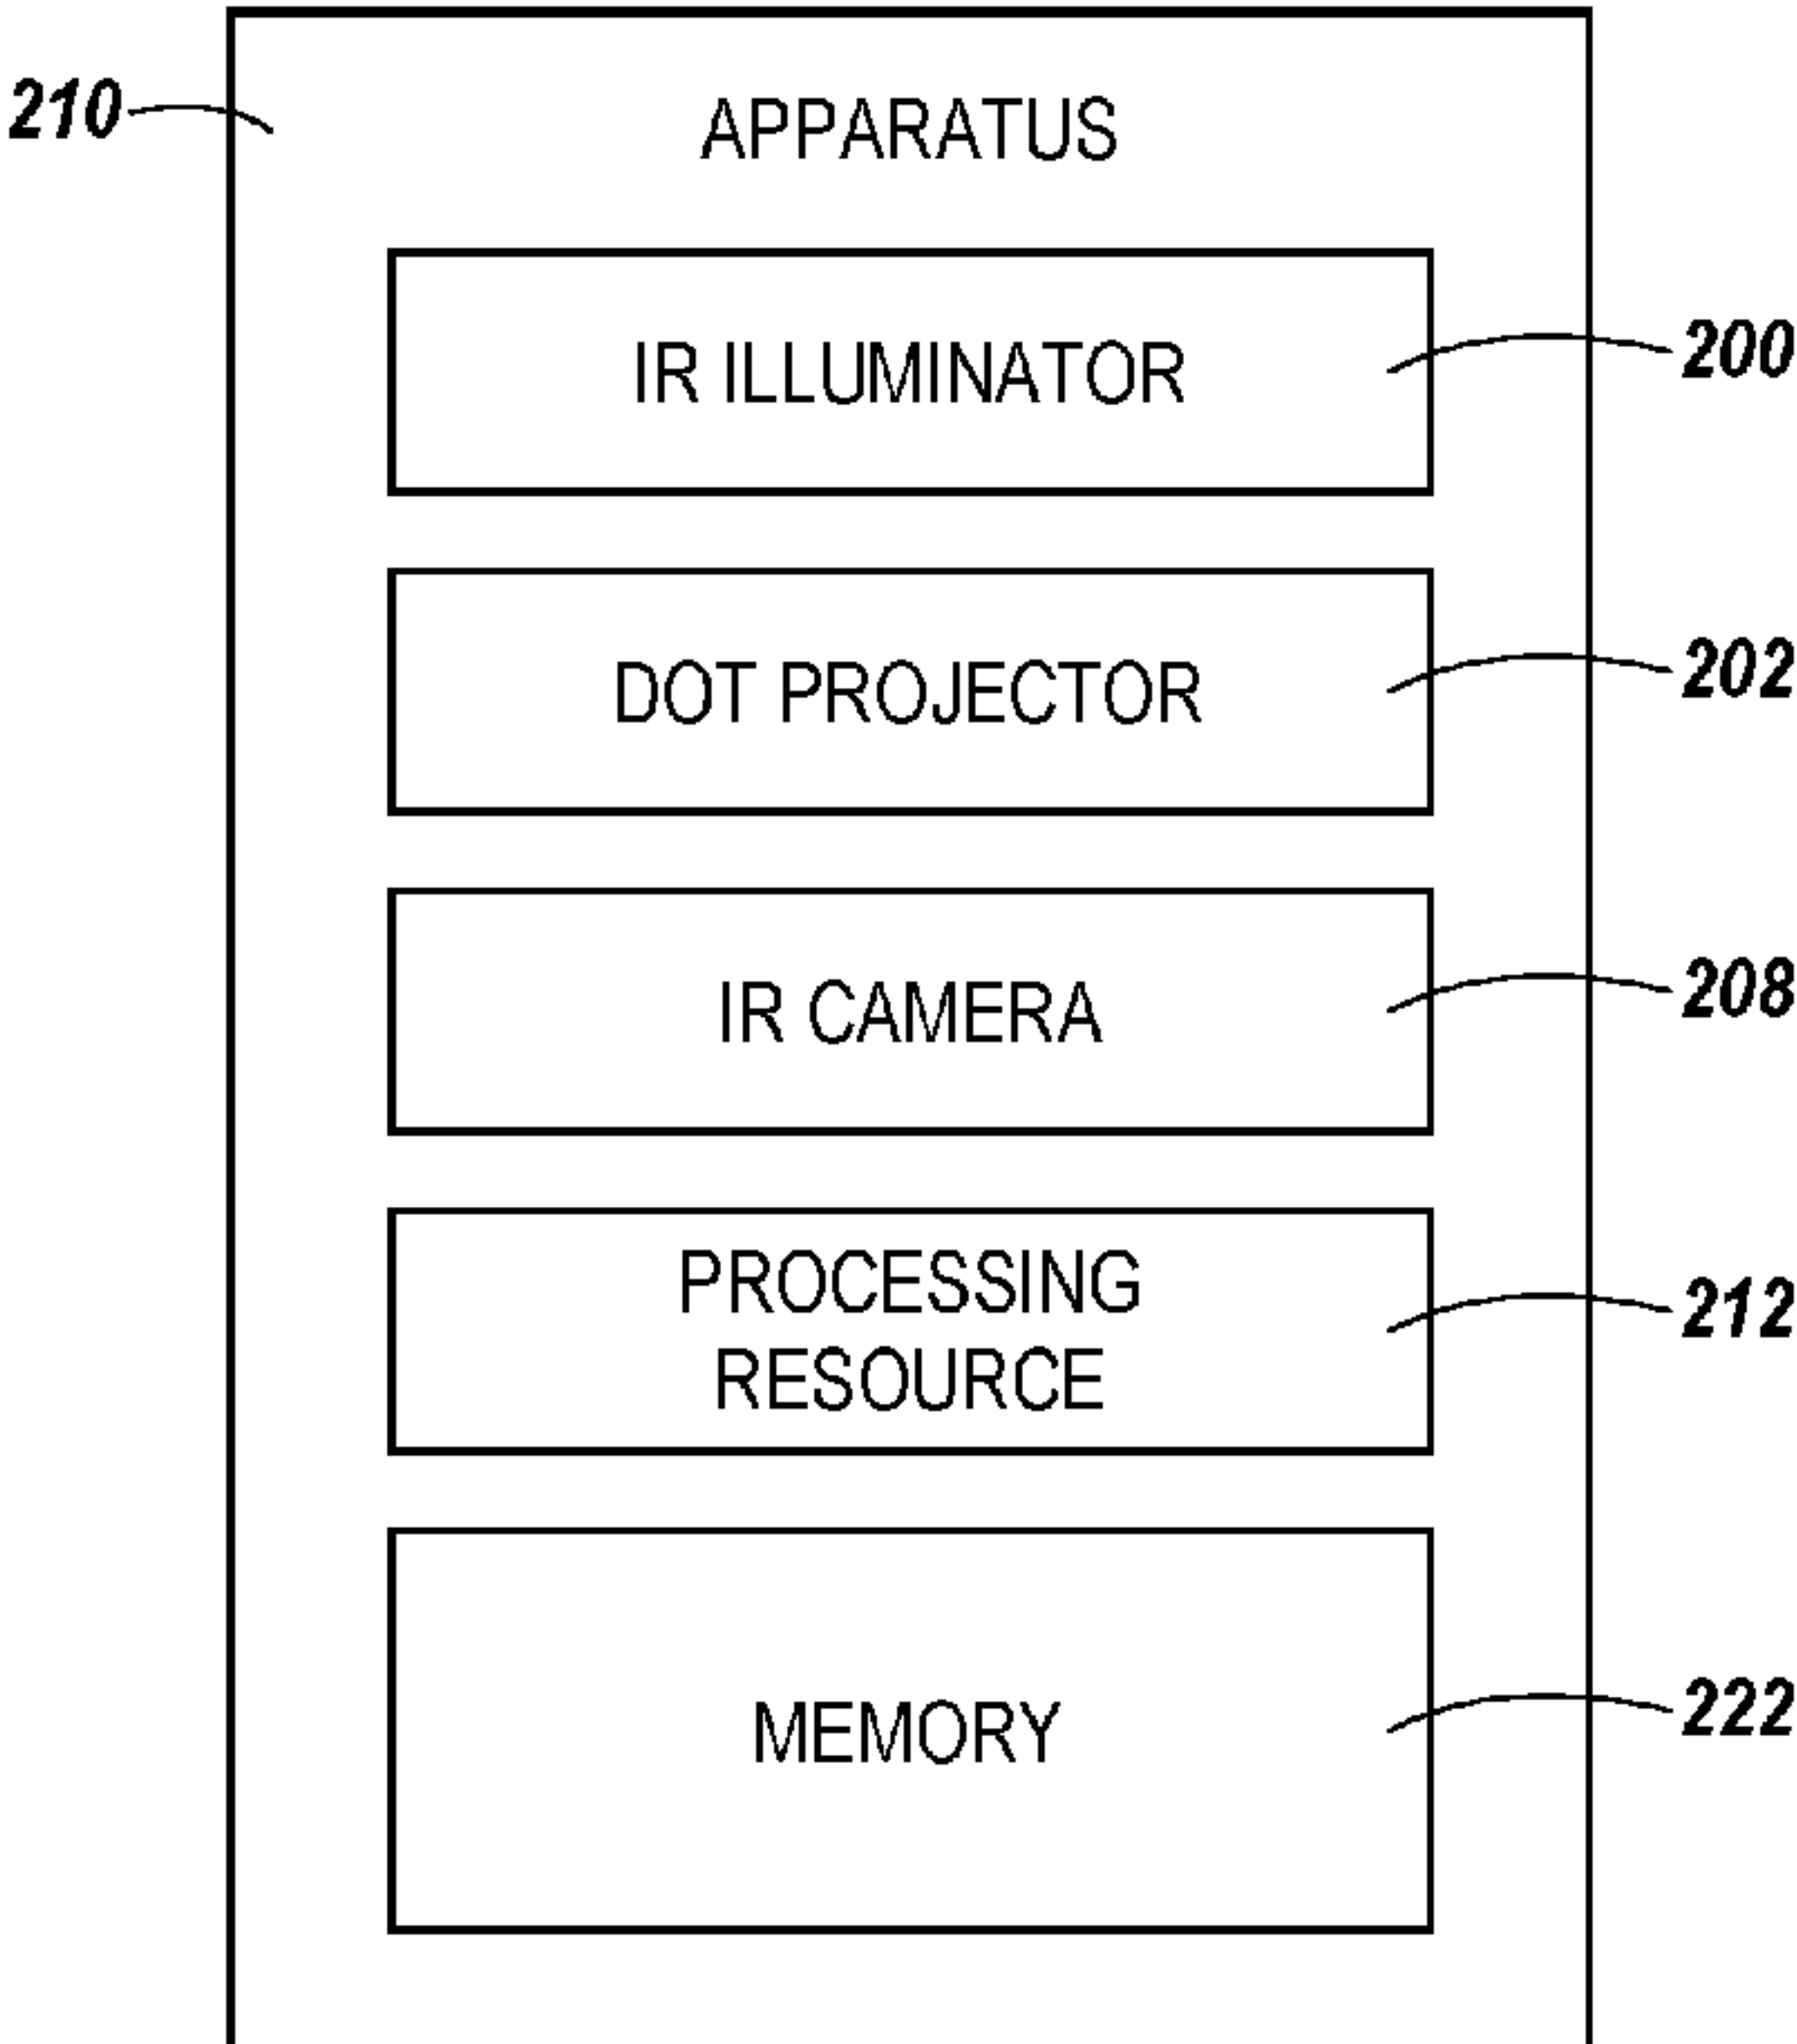 210
APPARATUS
IR ILLUMINATOR
200
DOT PROJECTOR
202
IR CAMERA
208
PROCESSING
RESOURCE
212
MEMORY
222